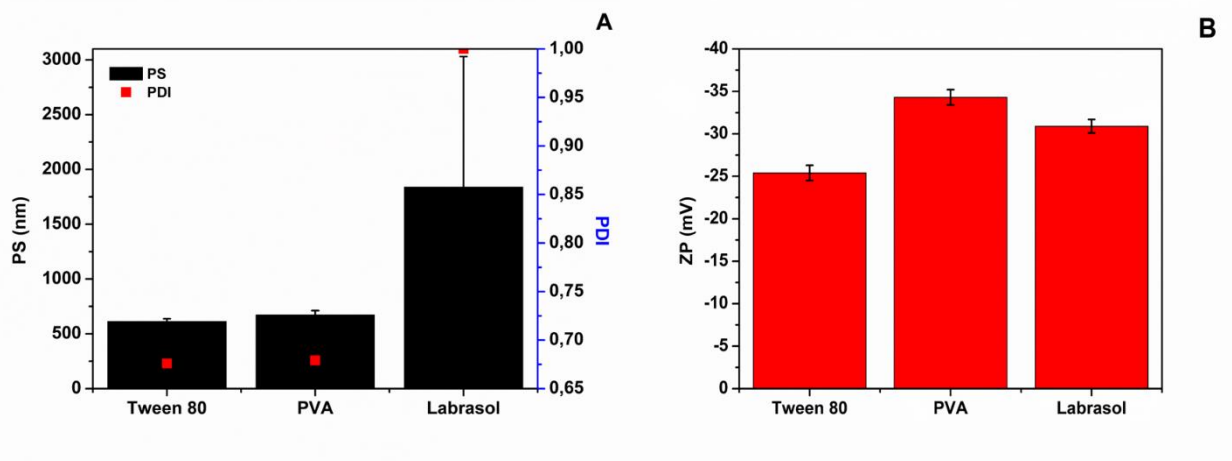 A
PS (nm)
3000
2500
2000
1500
1000
500
0
PS
PDI
1,00
0,95
0,90
0,85
0,80
0,75
0,70
0,65
PDI
Tween 80 PVA Labrasol
B
ZP (mV)
-40
-35
-30
-25
-20
-15
-10
-5
0
Tween 80 PVA Labrasol